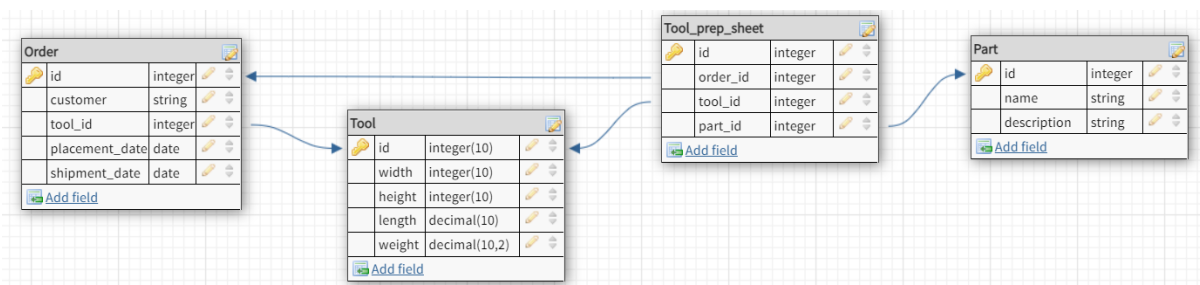 Order
id integer
customer string
tool_id integer
placement_date date
shipment_date date
Add field
Tool
id integer(10)
width integer(10)
height integer(10)
length decimal(10)
weight decimal(10,2)
Add field
Tool_prep_sheet
id integer
order_id integer
tool_id integer
part_id integer
Add field
Part
id integer
name string
description string
Add field